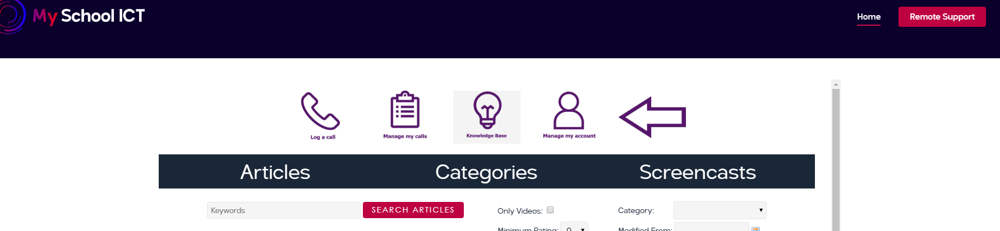 My School ICT
Home
Remote Support
Log a call
Manage my calls
Knowledge Base
Manage my account
Articles
Categories
Screencasts
Keywords
SEARCH ARTICLES
Only Videos:
Category:
Minimum Rating: 0
Modified From: